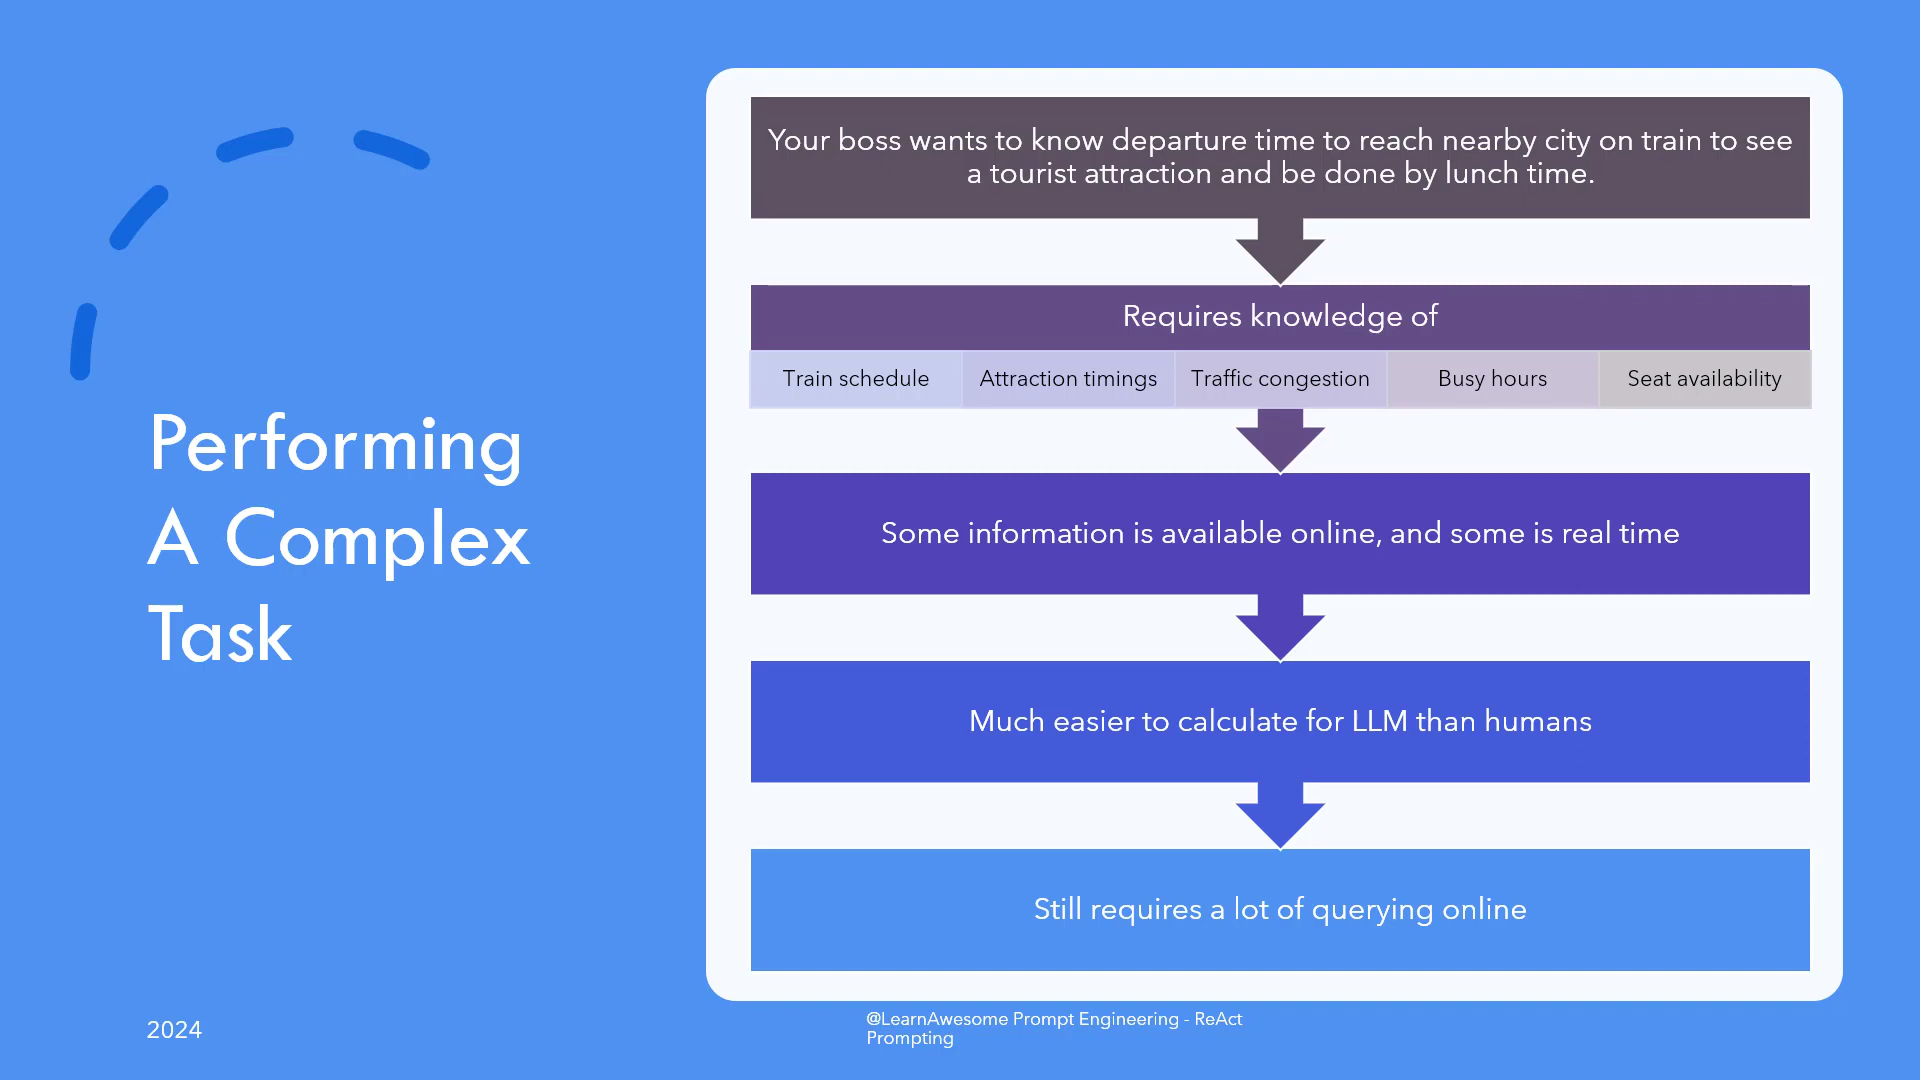 Performing
A Complex
Task
Your boss wants to know departure time to reach nearby city on train to see
a tourist attraction and be done by lunch time.
Requires knowledge of
Train schedule
Attraction timings
Traffic congestion
Busy hours
Seat availability
Some information is available online, and some is real time
Much easier to calculate for LLM than humans
Still requires a lot of querying online
2024
@LearnAwesome Prompt Engineering - ReAct
Prompting